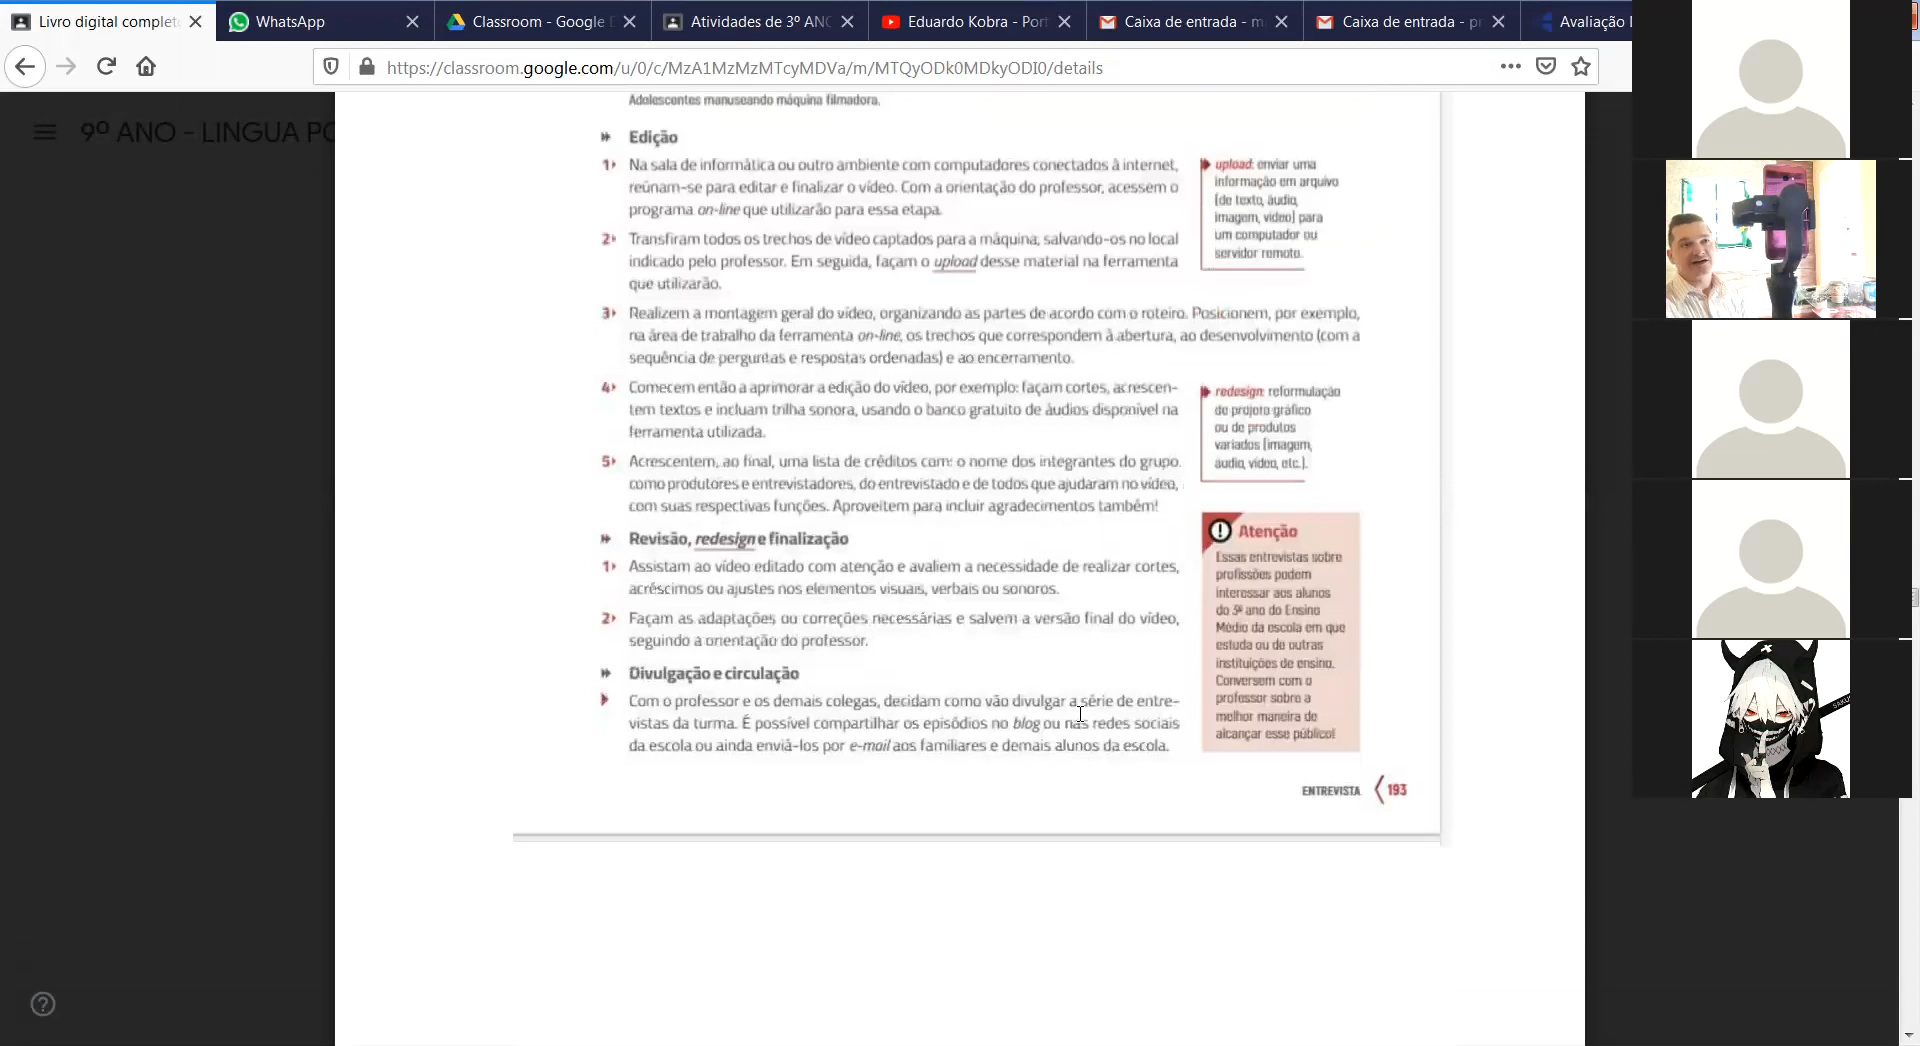 Livro digital complet
WhatsApp
Classroom - Google
Atividades de 3º AN
Eduardo Kobra - Por
Caixa de entrada - m
Caixa de entrada - p
Avaliação
https://classroom.google.com/u/0/c/MzA1MzMzMTcyMDVa/m/MTQyODk0MDkyODI0/details
9º ANO - LINGUA PO
Adolescentes manuseando máquina filmadora.
Edição
1 Na sala de informática ou outro ambiente com computadores conectados à internet,
reúnam-se para editar e finalizar o vídeo. Com a orientação do professor, acessem o
programa on-line que utilizarão para essa etapa.
2 Transfiram todos os trechos de vídeo captados para a máquina, salvando-os no local
indicado pelo professor. Em seguida, façam o upload desse material na ferramenta
que utilizarão.
upload: enviar uma
informação em arquivo
(de texto, áudio,
imagem, vídeo) para
um computador ou
servidor remoto.
3 Realizem a montagem geral do vídeo, organizando as partes de acordo com o roteiro. Posicionem, por exemplo,
na área de trabalho da ferramenta on-line, os trechos que correspondem à abertura, ao desenvolvimento (com a
sequência de perguntas e respostas ordenadas) e ao encerramento.
4 Comecem então a aprimorar a edição do vídeo, por exemplo: façam cortes, acrescen-
tem textos e incluam trilha sonora, usando o banco gratuito de áudios disponível na
ferramenta utilizada.
5 Acrescentem, ao final, uma lista de créditos com: o nome dos integrantes do grupo.
como produtores e entrevistadores, do entrevistado e de todos que ajudaram no vídeo,
com suas respectivas funções. Aproveitem para incluir agradecimentos também!
redesign: reformulação
de projeto gráfico
ou de produtos
variados (imagem,
áudio, vídeo, etc.).
Revisão, redesign e finalização
1 Assistam ao vídeo editado com atenção e avaliem a necessidade de realizar cortes,
acréscimos ou ajustes nos elementos visuais, verbais ou sonoros.
2 Façam as adaptações ou correções necessárias e salvem a versão final do vídeo,
seguindo a orientação do professor.
Divulgação e circulação
Com o professor e os demais colegas, decidam como vão divulgar a série de entre-
vistas da turma. É possível compartilhar os episódios no blog ou nas redes sociais
da escola ou ainda enviá-los por e-mail aos familiares e demais alunos da escola.
Atenção
Essas entrevistas sobre
profissões podem
interessar aos alunos
do 3º ano do Ensino
Médio da escola em que
estuda ou de outras
instituições de ensino.
Conversem com o
professor sobre a
melhor maneira de
alcançar esse público!
ENTREVISTA 193